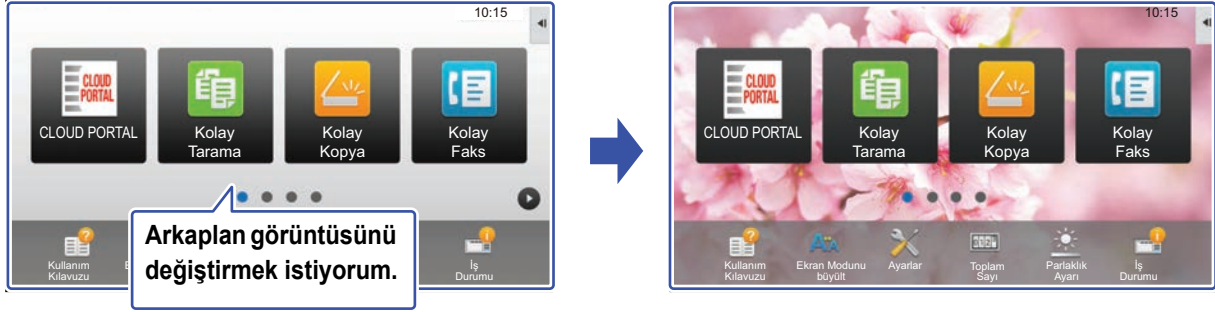 10:15
CLOUD
PORTAL
CLOUD PORTAL
Kolay
Tarama
Kolay
Kopya
Kolay
Faks
Arkaplan görüntüsünü
değiştirmek istiyorum.
Kullanım
Kılavuzu
İş
Durumu
10:15
CLOUD
PORTAL
CLOUD PORTAL
Kolay
Tarama
Kolay
Kopya
Kolay
Faks
Kullanım
Kılavuzu
Ekran Modunu
büyült
Ayarlar
Toplam
Sayı
Parlaklık
Ayarı
İş
Durumu